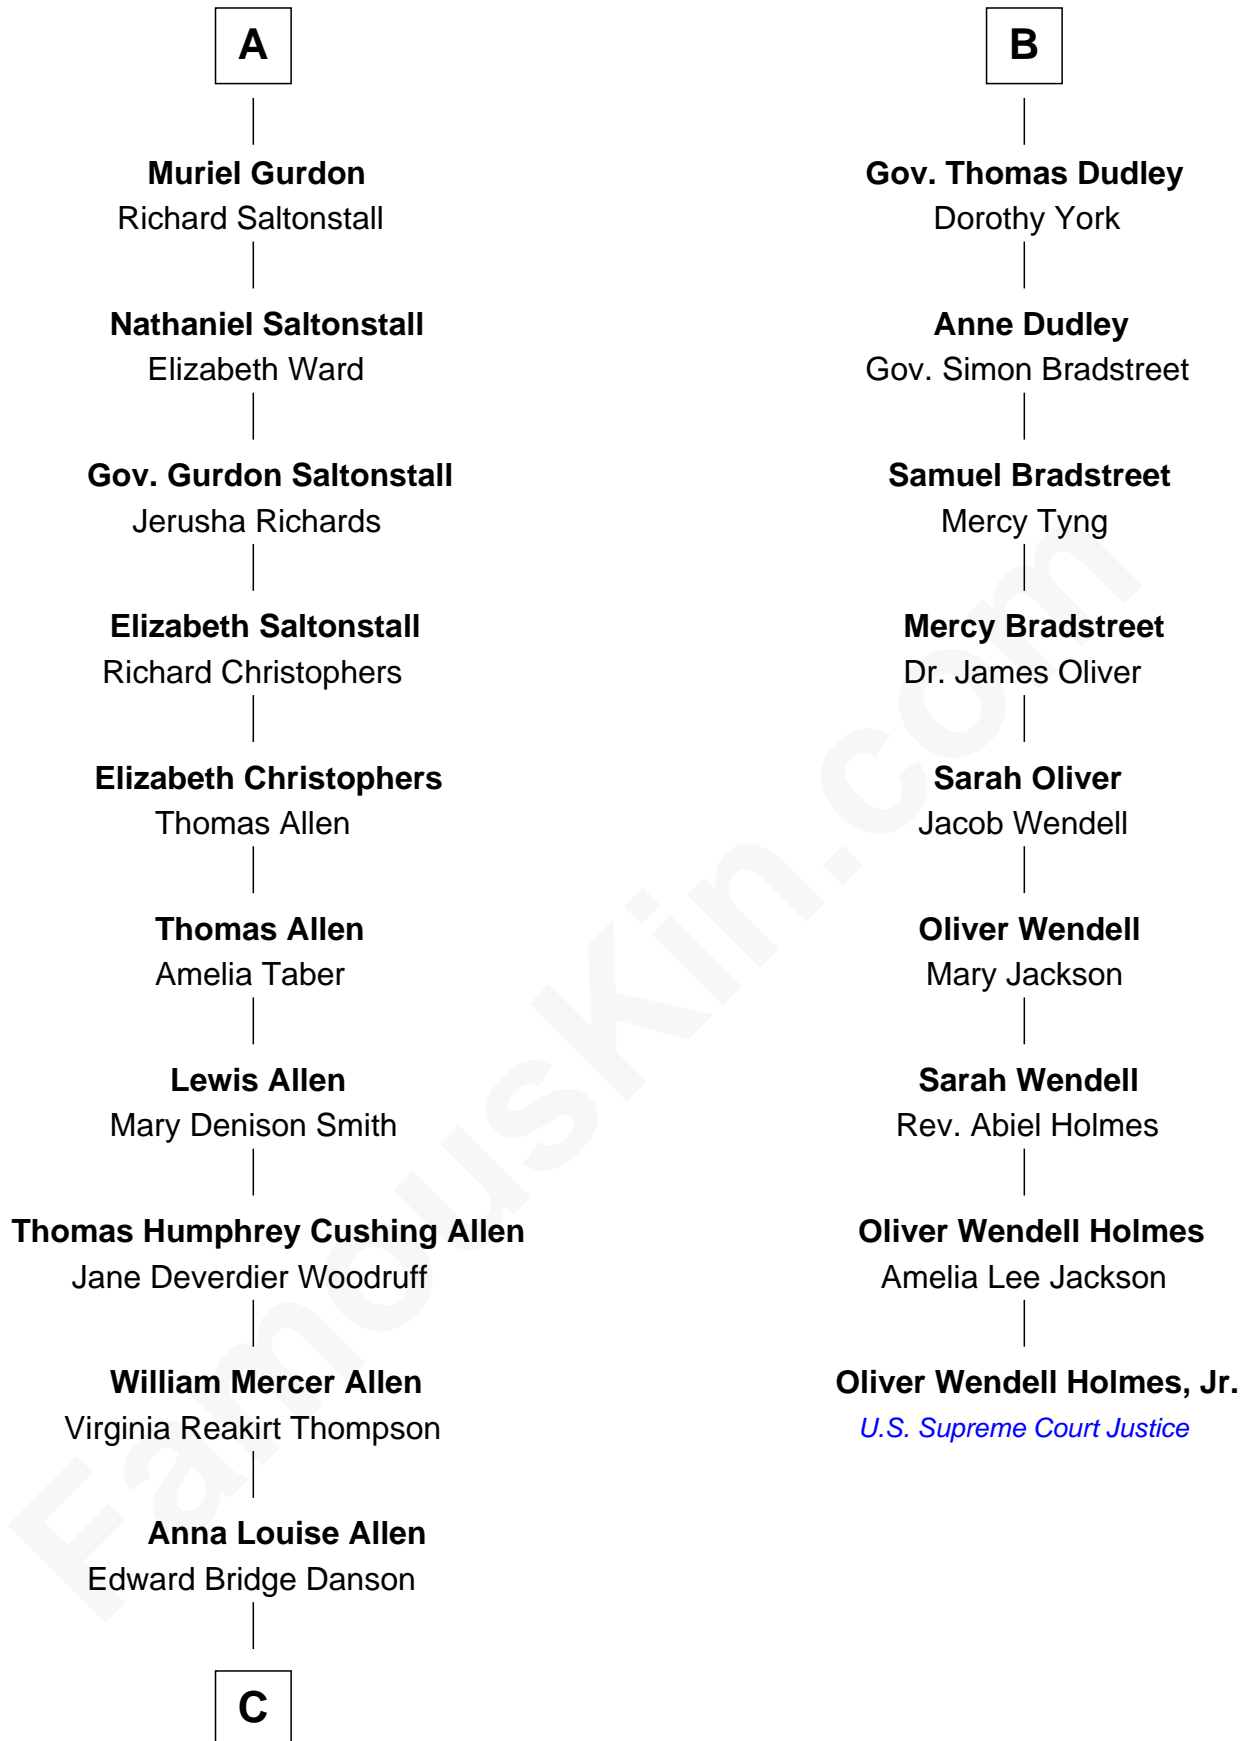 A
Muriel Gurdon
Richard Saltonstall
Nathaniel Saltonstall
Elizabeth Ward
Gov. Gurdon Saltonstall
Jerusha Richards
Elizabeth Saltonstall
Richard Christophers
Elizabeth Christophers
Thomas Allen
Thomas Allen
Amelia Taber
Lewis Allen
Mary Denison Smith
Thomas Humphrey Cushing Allen
Jane Deverdier Woodruff
William Mercer Allen
Virginia Reakirt Thompson
Anna Louise Allen
Edward Bridge Danson
C
B
Gov. Thomas Dudley
Dorothy York
Anne Dudley
Gov. Simon Bradstreet
Samuel Bradstreet
Mercy Tyng
Mercy Bradstreet
Dr. James Oliver
Sarah Oliver
Jacob Wendell
Oliver Wendell
Mary Jackson
Sarah Wendell
Rev. Abiel Holmes
Oliver Wendell Holmes
Amelia Lee Jackson
Oliver Wendell Holmes, Jr.
U.S. Supreme Court Justice
FamousKin.com